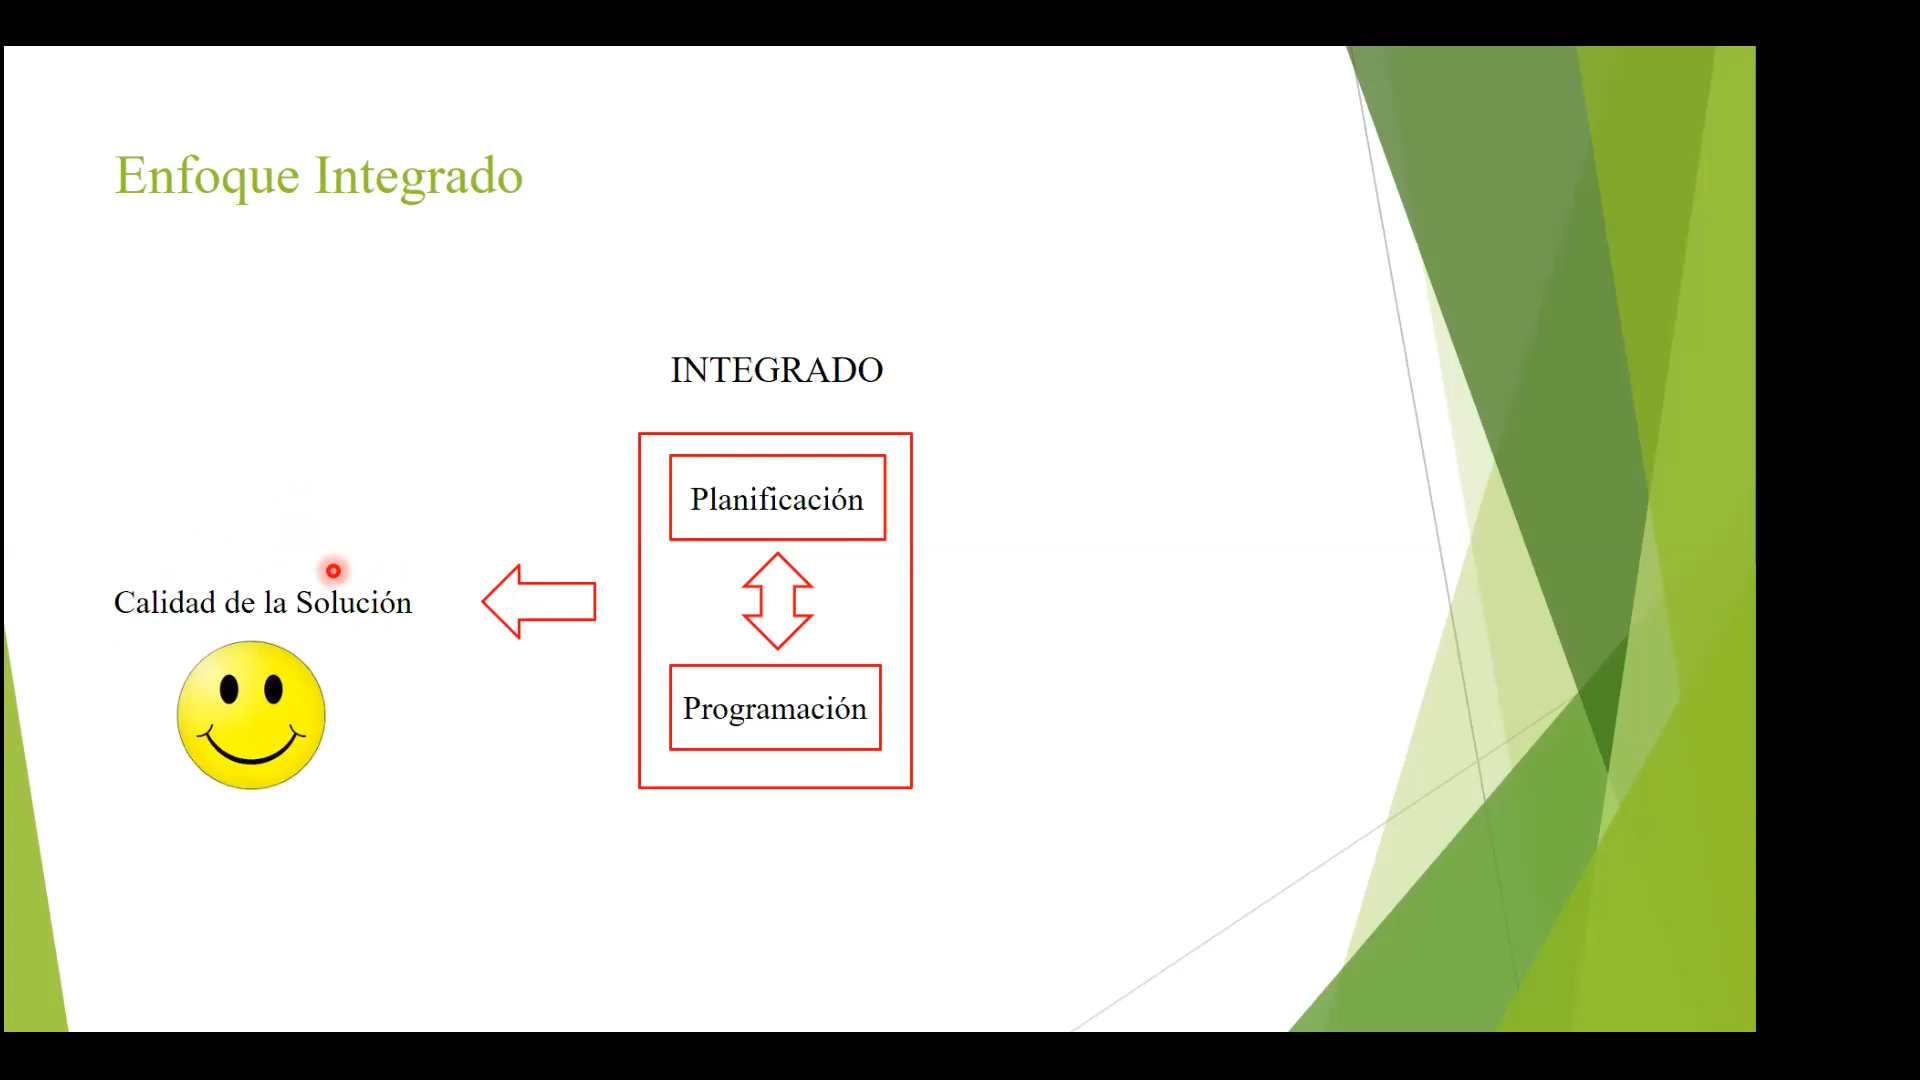 Enfoque Integrado
INTEGRADO
Planificación
Calidad de la Solución
Programación